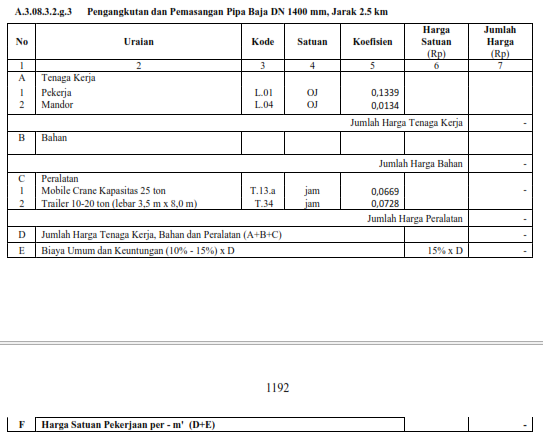 A.3.08.3.2.g.3 Pengangkutan dan Pemasangan Pipa Baja DN 1400 mm, Jarak 2.5 km
No Uraian Kode Satuan Koefisien Harga Satuan (Rp) Jumlah Harga (Rp)
1 2 3 4 5 6 7
A Tenaga Kerja
1 Pekerja L.01 OJ 0,1339
2 Mandor L.04 OJ 0,0134
Jumlah Harga Tenaga Kerja -
B Bahan
Jumlah Harga Bahan -
C Peralatan
1 Mobile Crane Kapasitas 25 ton T.13.a jam 0,0669 -
2 Trailer 10-20 ton (lebar 3,5 m x 8,0 m) T.34 jam 0,0728
Jumlah Harga Peralatan -
D Jumlah Harga Tenaga Kerja, Bahan dan Peralatan (A+B+C) -
E Biaya Umum dan Keuntungan (10% - 15%) x D 15% x D -
1192
F Harga Satuan Pekerjaan per - m' (D+E) -